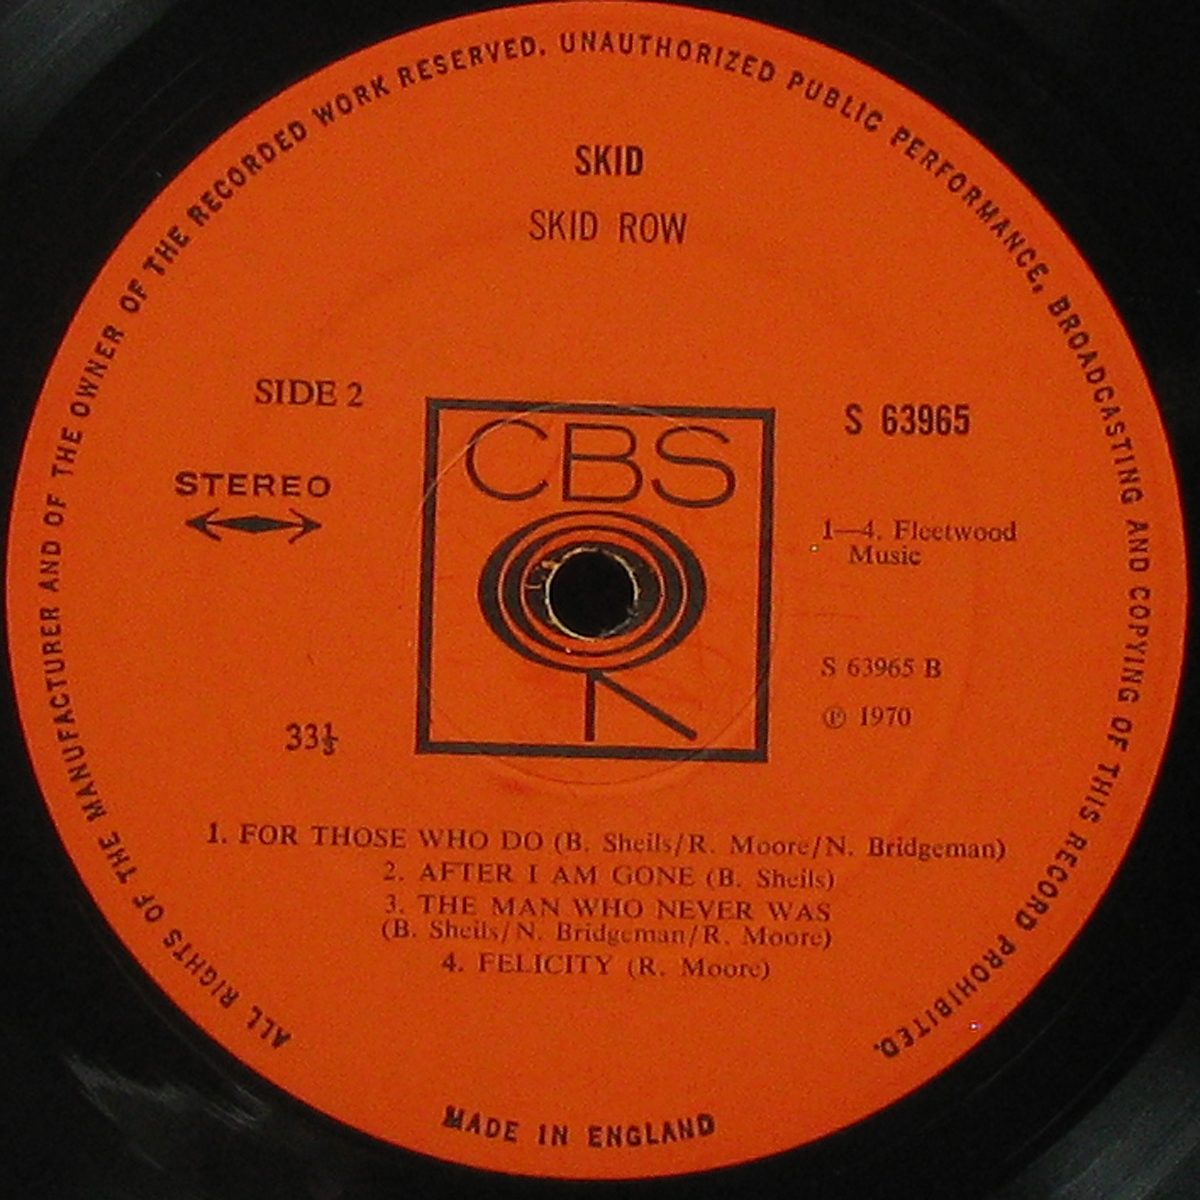 ALL RIGHTS OF THE MANUFACTURER AND OF THE OWNER OF THE RECORDED WORK RESERVED. UNAUTHORIZED PUBLIC PERFORMANCE, BROADCASTING AND COPYING OF THIS RECORD PROHIBITED.
SKID
SKID ROW
SIDE 2
STEREO
33⅓
CBS
S 63965
1—4. Fleetwood
Music
S 63965 B
℗ 1970
1. FOR THOSE WHO DO (B. Sheils/R. Moore/N. Bridgeman)
2. AFTER I AM GONE (B. Sheils)
3. THE MAN WHO NEVER WAS
(B. Sheils/N. Bridgeman/R. Moore)
4. FELICITY (R. Moore)
MADE IN ENGLAND